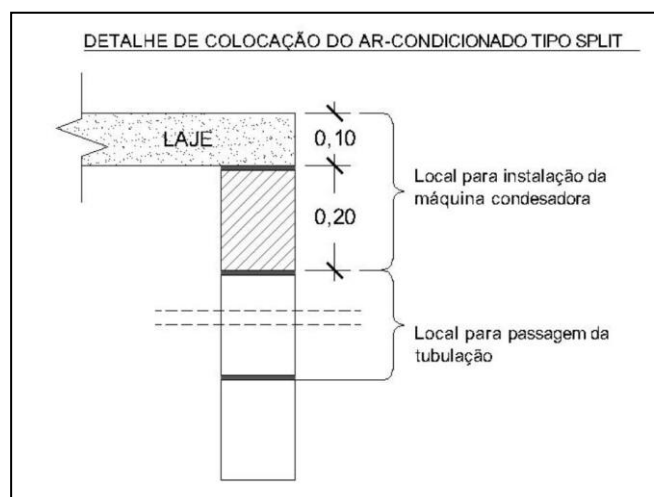 DETALHE DE COLOCAÇÃO DO AR-CONDICIONADO TIPO SPLIT
LAJE
0,10
Local para instalação da
máquina condesadora
0,20
Local para passagem da
tubulação